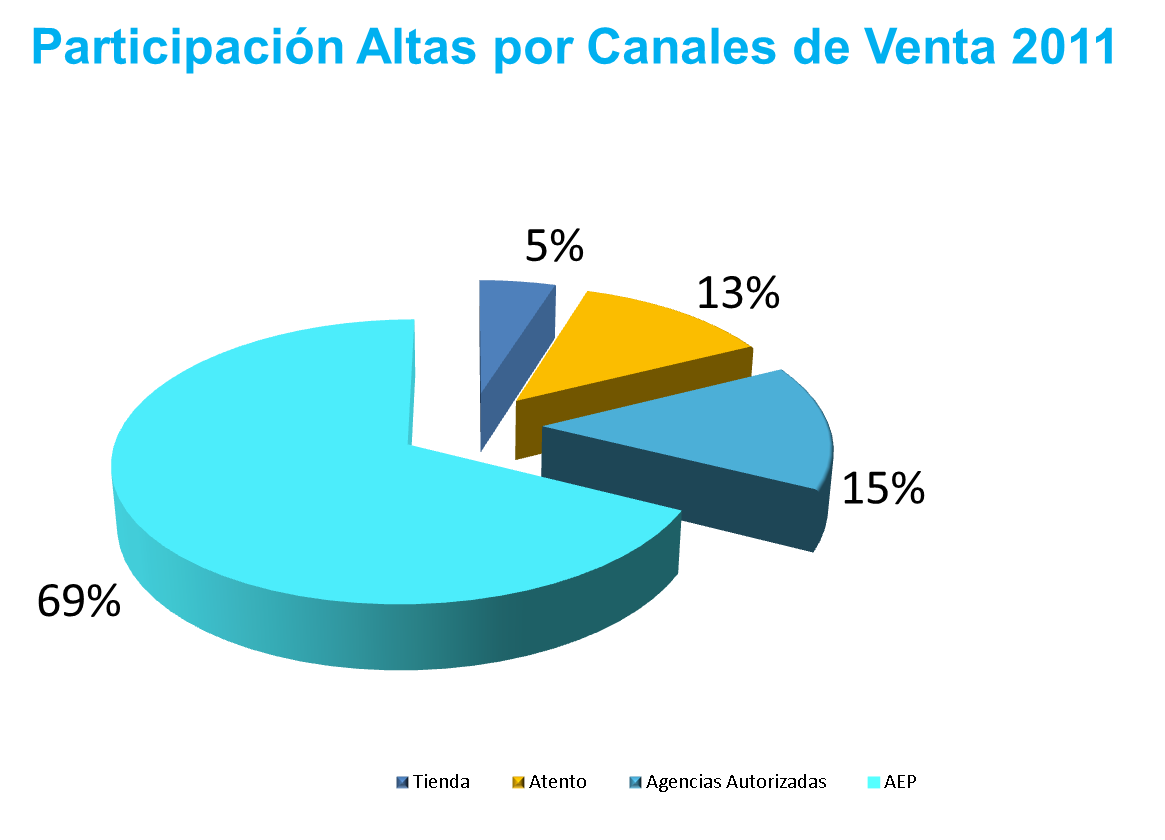 Participación Altas por Canales de Venta 2011
5%
13%
15%
69%
Tienda Atento Agencias Autorizadas AEP